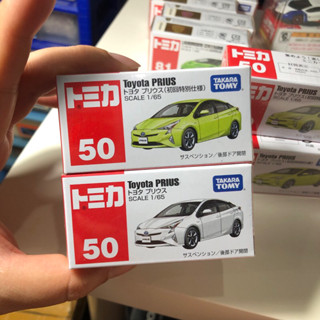 トミカ
50
Toyota PRIUS
トヨタ プリウス(初回特別仕様)
SCALE 1/65
TAKARA
TOMY
サスペンション/後部ドア開閉
トミカ
50
Toyota PRIUS
トヨタ プリウス
SCALE 1/65
TAKARA
TOMY
サスペンション/後部ドア開閉
トミカ
81
50